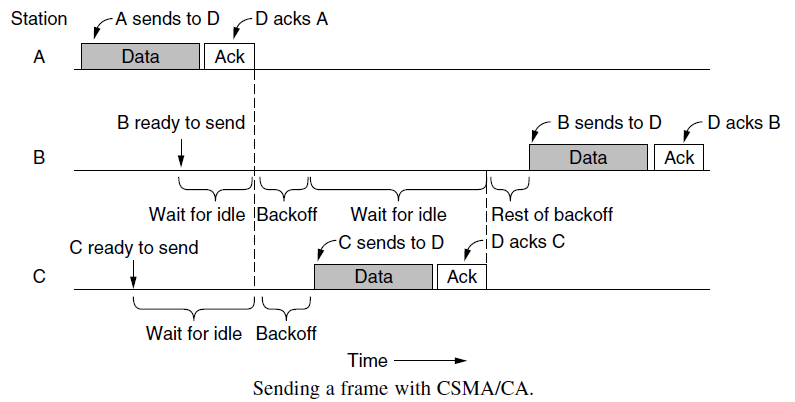 Station A sends to D D acks A
A Data Ack
B ready to send B sends to D D acks B
B Data Ack
Wait for idle Backoff Wait for idle Rest of backoff
C ready to send C sends to D D acks C
C Data Ack
Wait for idle Backoff
Time
Sending a frame with CSMA/CA.